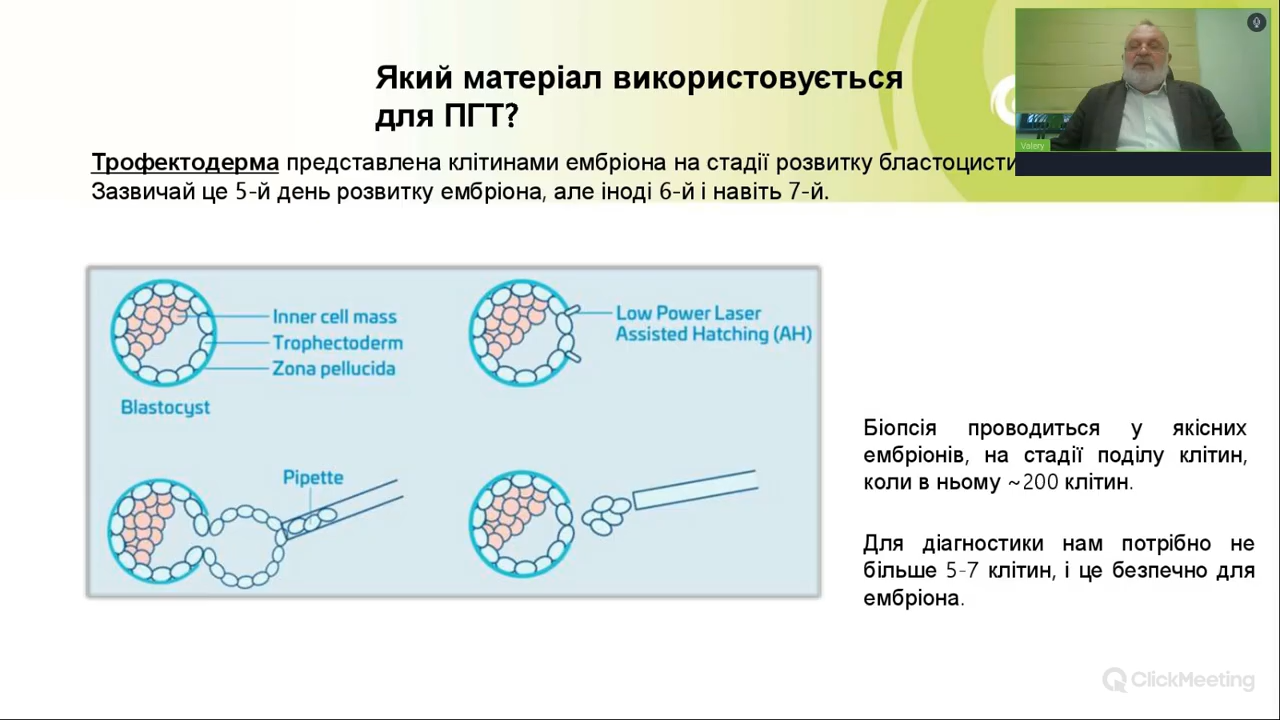 Який матеріал використовується
для ПГТ?
Valery
Трофектодерма представлена клітинами ембріона на стадії розвитку бластоцисти
Зазвичай це 5-й день розвитку ембріона, але іноді 6-й і навіть 7-й.
Inner cell mass
Trophectoderm
Zona pellucida
Blastocyst
Low Power Laser
Assisted Hatching (AH)
Pipette
Біопсія проводиться у якісних
ембріонів, на стадії поділу клітин,
коли в ньому ~200 клітин.
Для діагностики нам потрібно не
більше 5-7 клітин, і це безпечно для
ембріона.
ClickMeeting